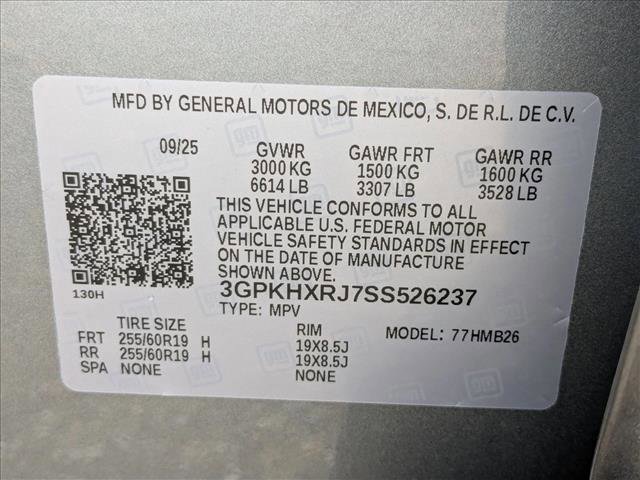 MFD BY GENERAL MOTORS DE MEXICO, S. DE R.L. DE C.V.
09/25 GVWR GAWR FRT GAWR RR
3000 KG 1500 KG 1600 KG
6614 LB 3307 LB 3528 LB
THIS VEHICLE CONFORMS TO ALL
APPLICABLE U.S. FEDERAL MOTOR
VEHICLE SAFETY STANDARDS IN EFFECT
ON THE DATE OF MANUFACTURE
SHOWN ABOVE.
130H
3GPKHXRJ7SS526237
TYPE: MPV
TIRE SIZE RIM MODEL: 77HMB26
FRT 255/60R19 H 19X8.5J
RR 255/60R19 H 19X8.5J
SPA NONE NONE